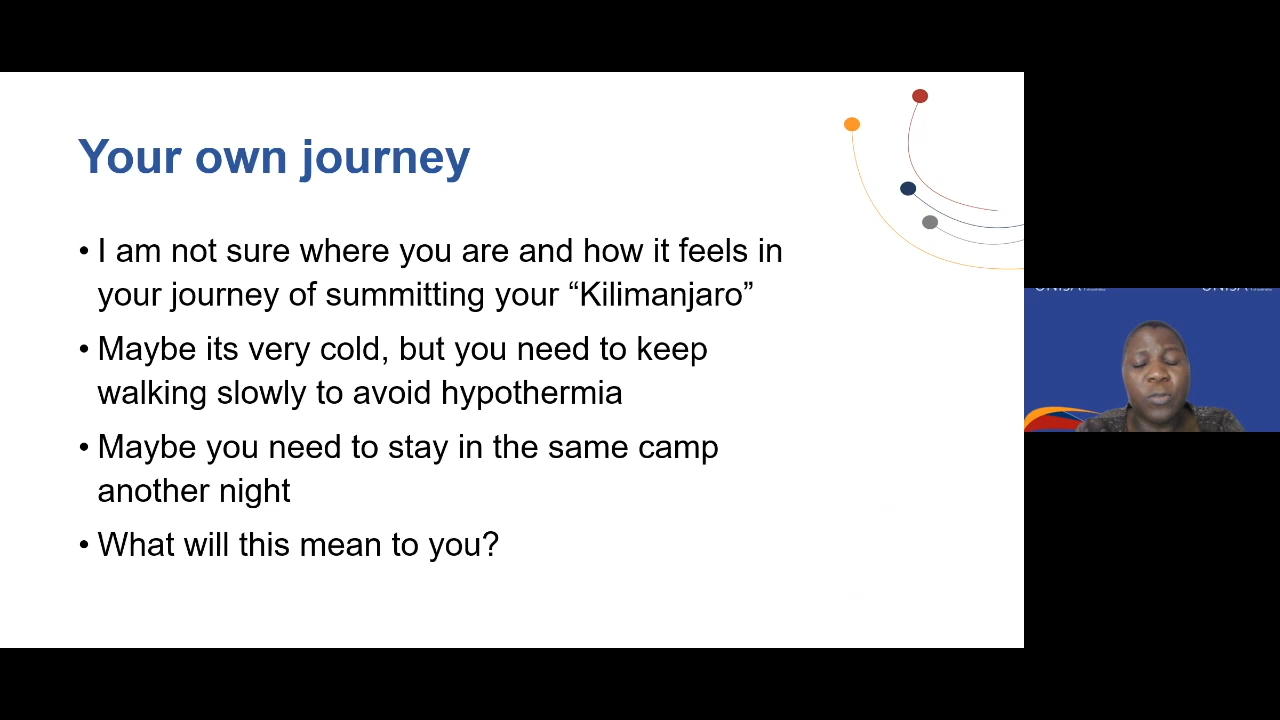 Your own journey
• I am not sure where you are and how it feels in
your journey of summitting your “Kilimanjaro”
• Maybe its very cold, but you need to keep
walking slowly to avoid hypothermia
• Maybe you need to stay in the same camp
another night
• What will this mean to you?